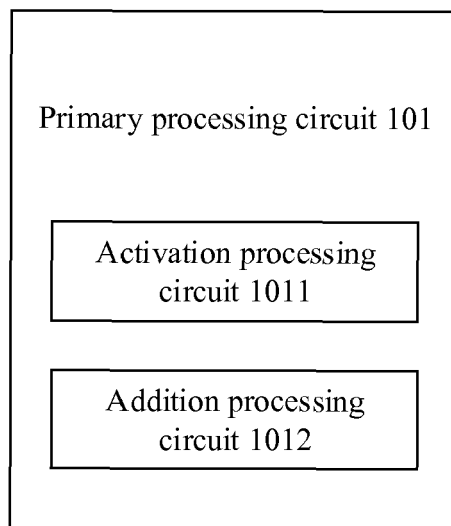 Primary processing circuit 101
Activation processing
circuit 1011
Addition processing
circuit 1012